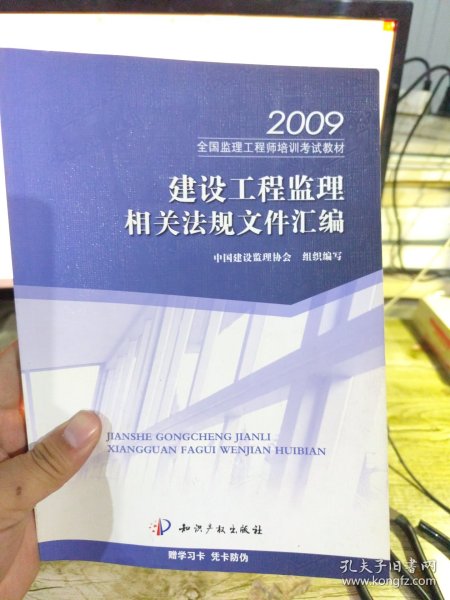 2009
全国监理工程师培训考试教材
建设工程监理
相关法规文件汇编
中国建设监理协会 组织编写
JIANSHE GONGCHENG JIANLI
XIANGGUAN FAGUI WENJIAN HUIBIAN
知识产权出版社
赠学习卡 凭卡防伪
孔夫子旧书网
www.kongfz.com